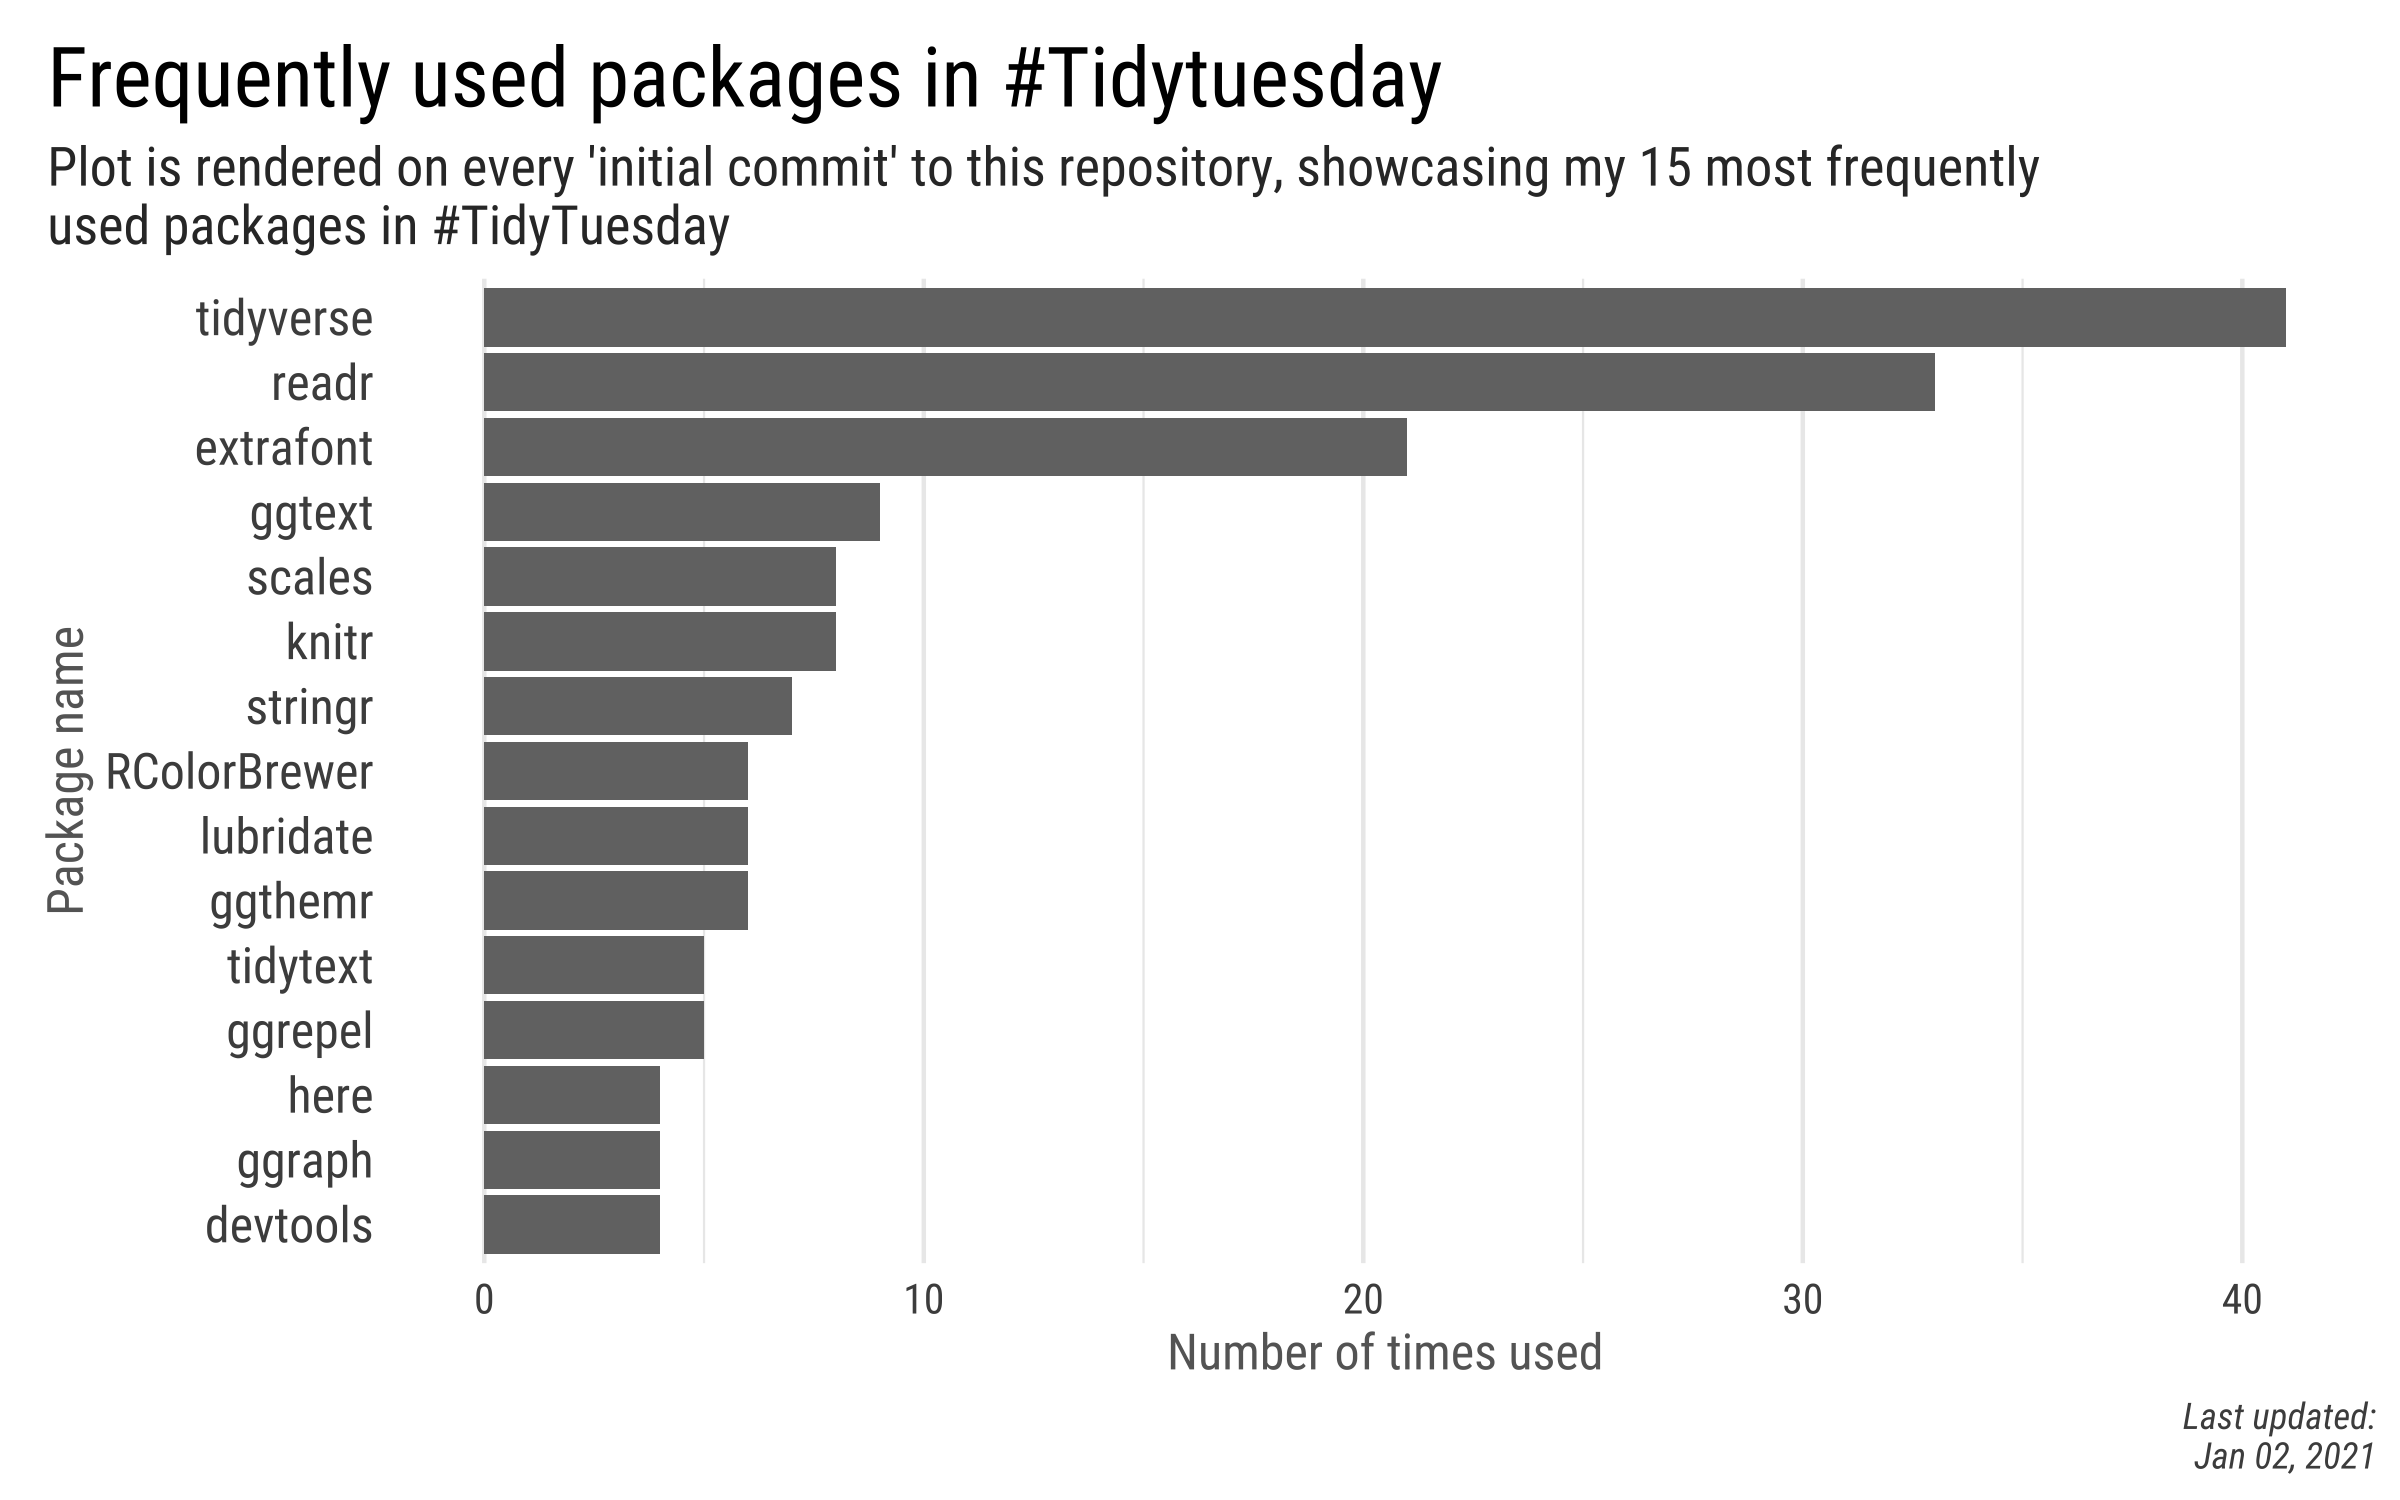 Frequently used packages in #Tidytuesday
Plot is rendered on every 'initial commit' to this repository, showcasing my 15 most frequently
used packages in #TidyTuesday
Package name
tidyverse
readr
extrafont
ggtext
scales
knitr
stringr
RColorBrewer
lubridate
ggthemr
tidytext
ggrepel
here
ggraph
devtools
0 10 20 30 40
Number of times used
Last updated:
Jan 02, 2021